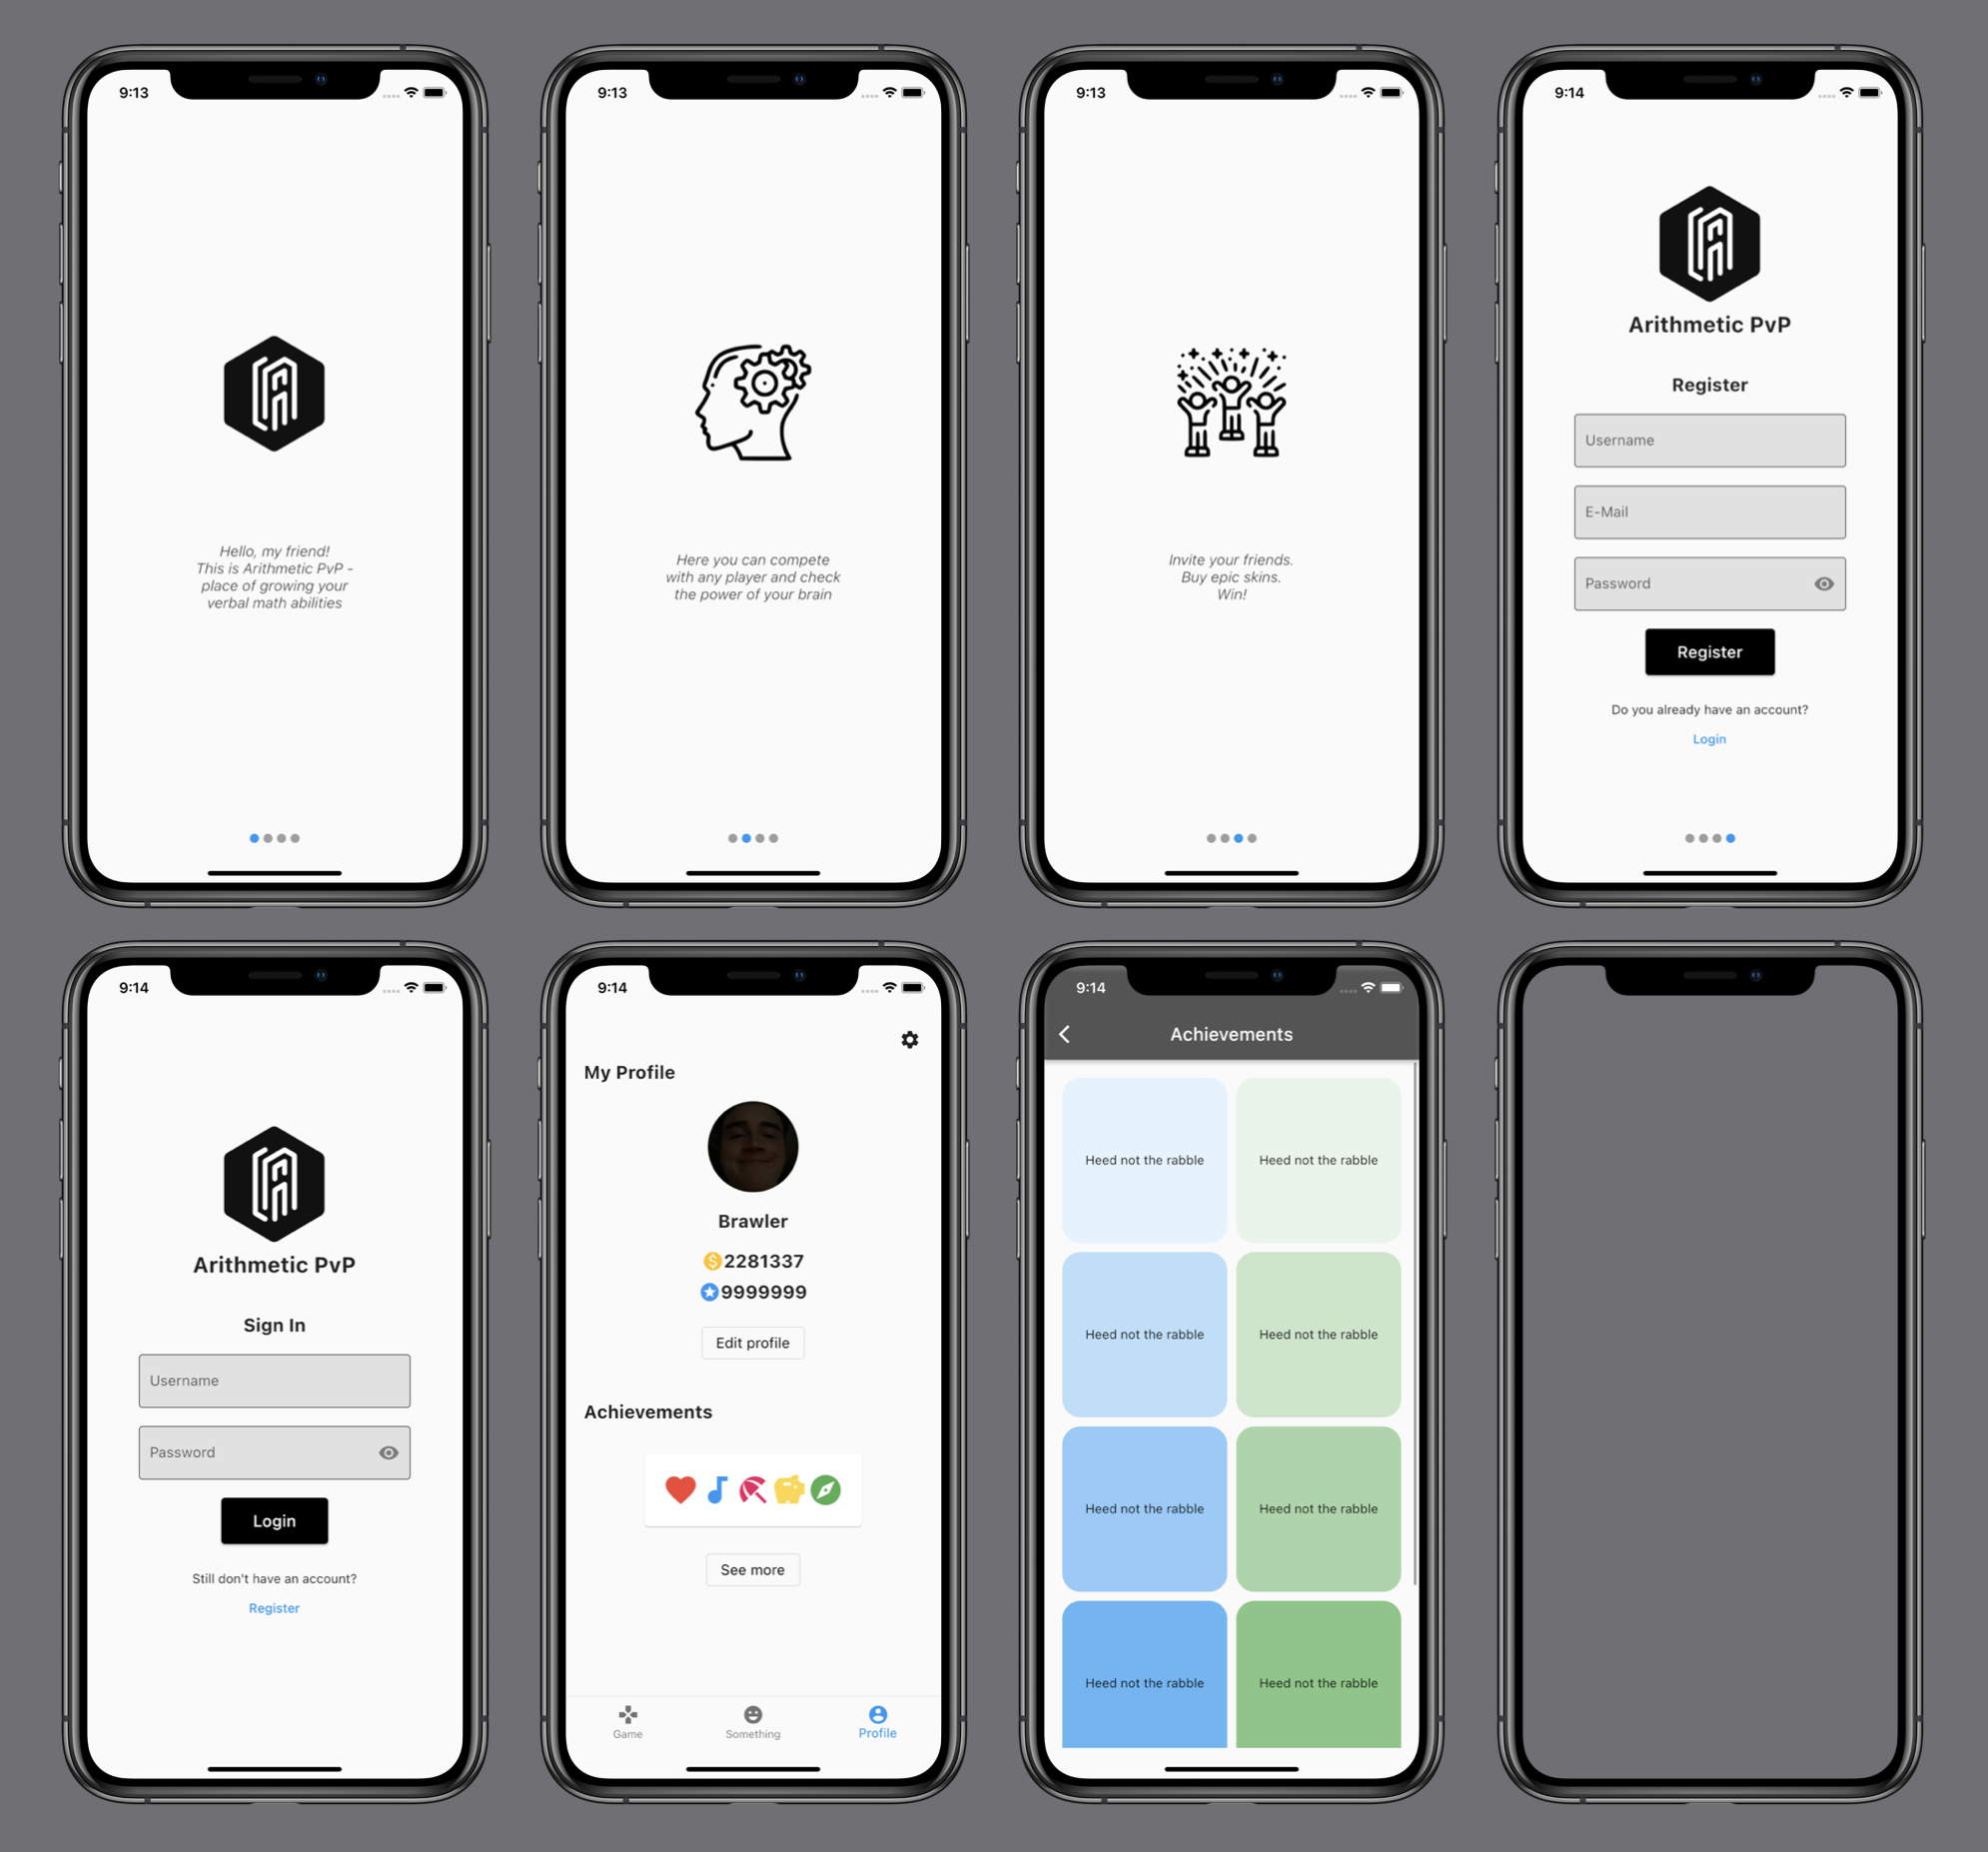 9:13
Hello, my friend!
This is Arithmetic PvP -
place of growing your
verbal math abilities
9:13
Here you can compete
with any player and check
the power of your brain
9:13
Invite your friends.
Buy epic skins.
Win!
9:14
Arithmetic PvP
Register
Username
E-Mail
Password
Register
Do you already have an account?
Login
9:14
Arithmetic PvP
Sign In
Username
Password
Login
Still don't have an account?
Register
9:14
My Profile
Brawler
2281337
9999999
Edit profile
Achievements
See more
Game
Something
Profile
9:14
Achievements
Heed not the rabble
Heed not the rabble
Heed not the rabble
Heed not the rabble
Heed not the rabble
Heed not the rabble
Heed not the rabble
Heed not the rabble